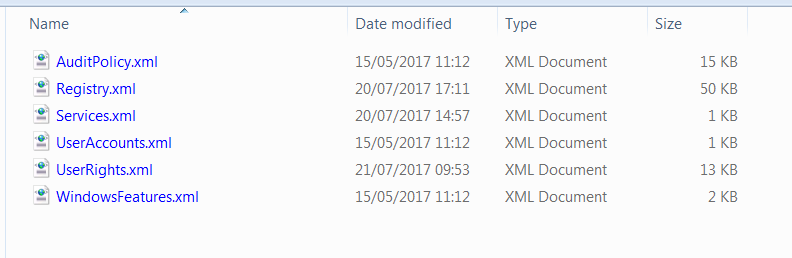 Name Date modified Type Size
AuditPolicy.xml 15/05/2017 11:12 XML Document 15 KB
Registry.xml 20/07/2017 17:11 XML Document 50 KB
Services.xml 20/07/2017 14:57 XML Document 1 KB
UserAccounts.xml 15/05/2017 11:12 XML Document 1 KB
UserRights.xml 21/07/2017 09:53 XML Document 13 KB
WindowsFeatures.xml 15/05/2017 11:12 XML Document 2 KB